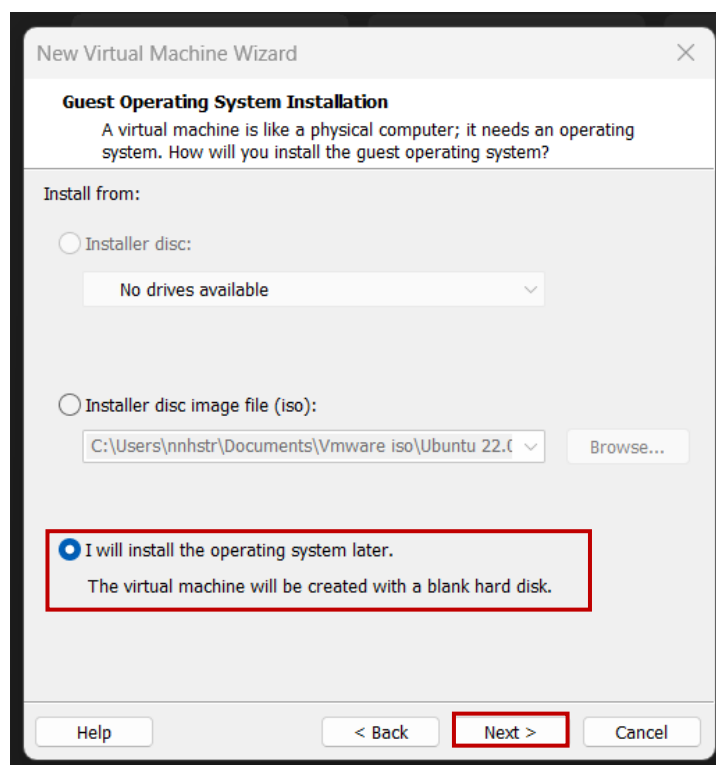 New Virtual Machine Wizard
Guest Operating System Installation
A virtual machine is like a physical computer; it needs an operating
system. How will you install the guest operating system?
Install from:
Installer disc:
No drives available
Installer disc image file (iso):
C:\Users\nnhstr\Documents\Vmware iso\Ubuntu 22.0
Browse...
I will install the operating system later.
The virtual machine will be created with a blank hard disk.
Help
< Back
Next >
Cancel